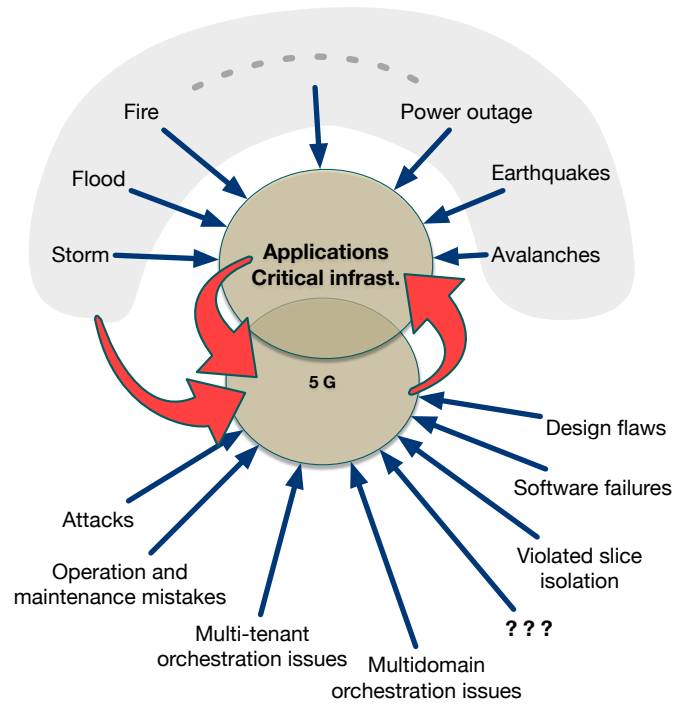 Fire
Power outage
Flood
Earthquakes
Storm
Applications
Critical infrast.
Avalanches
5 G
Design flaws
Software failures
Attacks
Violated slice
isolation
Operation and
maintenance mistakes
? ? ?
Multi-tenant
orchestration issues
Multidomain
orchestration issues